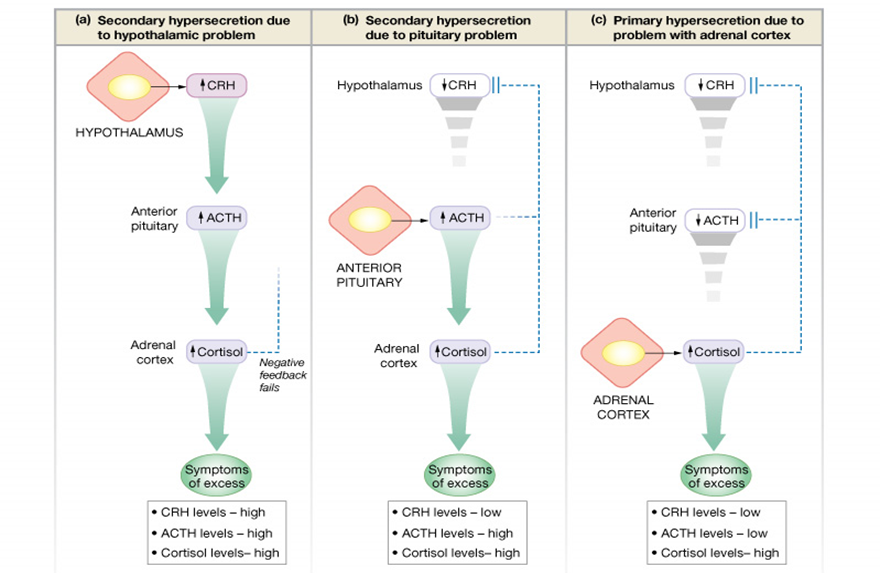 (a) Secondary hypersecretion due
to hypothalamic problem
↑CRH
HYPOTHALAMUS
Anterior
pituitary
↑ACTH
Adrenal
cortex
↑Cortisol
Negative
feedback
fails
Symptoms
of excess
• CRH levels – high
• ACTH levels – high
• Cortisol levels– high
(b) Secondary hypersecretion
due to pituitary problem
Hypothalamus
↓CRH
↑ACTH
ANTERIOR
PITUITARY
Adrenal
cortex
↑Cortisol
Symptoms
of excess
• CRH levels – low
• ACTH levels – high
• Cortisol levels– high
(c) Primary hypersecretion due to
problem with adrenal cortex
Hypothalamus
↓CRH
Anterior
pituitary
↓ACTH
↑Cortisol
ADRENAL
CORTEX
Symptoms
of excess
• CRH levels – low
• ACTH levels – low
• Cortisol levels– high